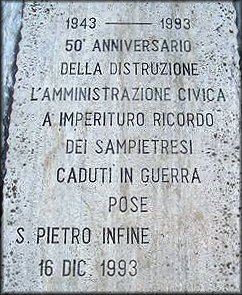 1943 —— 1993
50° ANNIVERSARIO
DELLA DISTRUZIONE
L'AMMINISTRAZIONE CIVICA
A IMPERITURO RICORDO
DEI SAMPIETRESI
CADUTI IN GUERRA
POSE
S. PIETRO INFINE
16 DIC. 1993